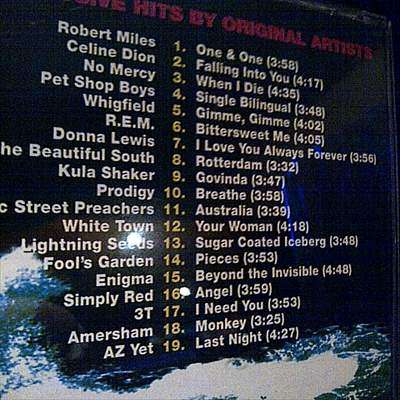 SIVE HITS BY ORIGINAL ARTISTS
Robert Miles 1. One & One (3:58)
Celine Dion 2. Falling Into You (4:17)
No Mercy 3. When I Die (4:35)
Pet Shop Boys 4. Single Bilingual (3:48)
Whigfield 5. Gimme, Gimme (4:02)
R.E.M. 6. Bittersweet Me (4:05)
Donna Lewis 7. I Love You Always Forever (3:56)
he Beautiful South 8. Rotterdam (3:32)
Kula Shaker 9. Govinda (3:47)
Prodigy 10. Breathe (3:58)
c Street Preachers 11. Australia (3:39)
White Town 12. Your Woman (4:18)
Lightning Seeds 13. Sugar Coated Iceberg (3:48)
Fool's Garden 14. Pieces (3:53)
Enigma 15. Beyond the Invisible (4:48)
Simply Red 16. Angel (3:59)
3T 17. I Need You (3:53)
Amersham 18. Monkey (3:25)
AZ Yet 19. Last Night (4:27)